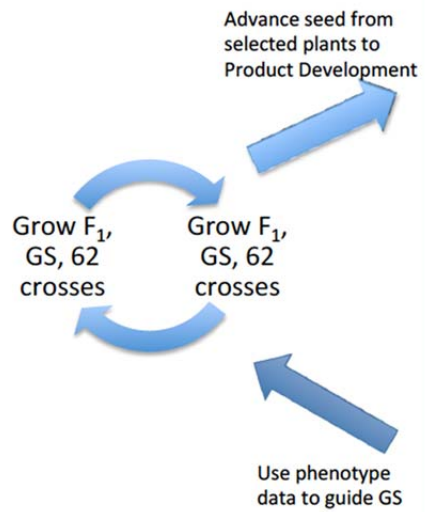 Advance seed from
selected plants to
Product Development
Grow F₁,
GS, 62
crosses
Grow F₁,
GS, 62
crosses
Use phenotype
data to guide GS